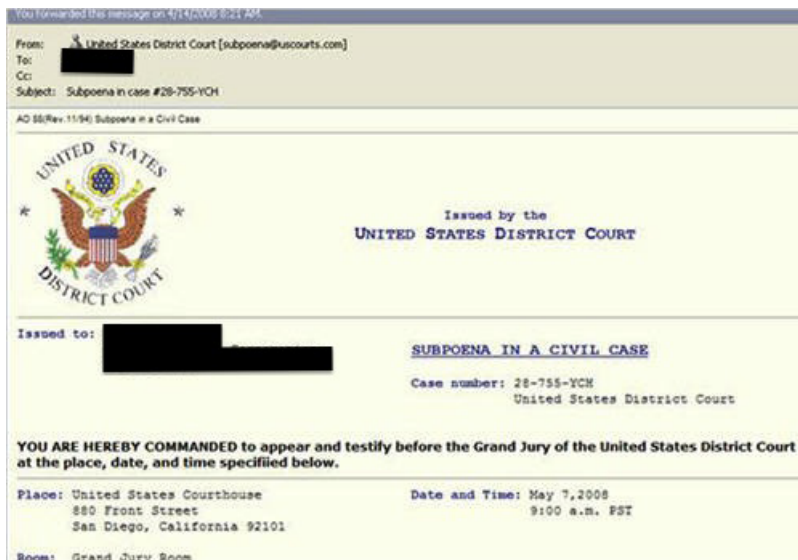 You forwarded this message on 4/14/2008 8:21 AM.
From: United States District Court [subpoena@uscourts.com]
To:
Cc:
Subject: Subpoena in case #28-755-YCH
AO 88(Rev.11/94) Subpoena in a Civil Case
UNITED STATES
DISTRICT COURT
Issued by the
UNITED STATES DISTRICT COURT
Issued to:
SUBPOENA IN A CIVIL CASE
Case number: 28-755-YCH
United States District Court
YOU ARE HEREBY COMMANDED to appear and testify before the Grand Jury of the United States District Court
at the place, date, and time specifiied below.
Place: United States Courthouse
880 Front Street
San Diego, California 92101
Date and Time: May 7,2008
9:00 a.m. PST
Room: Grand Jury Room